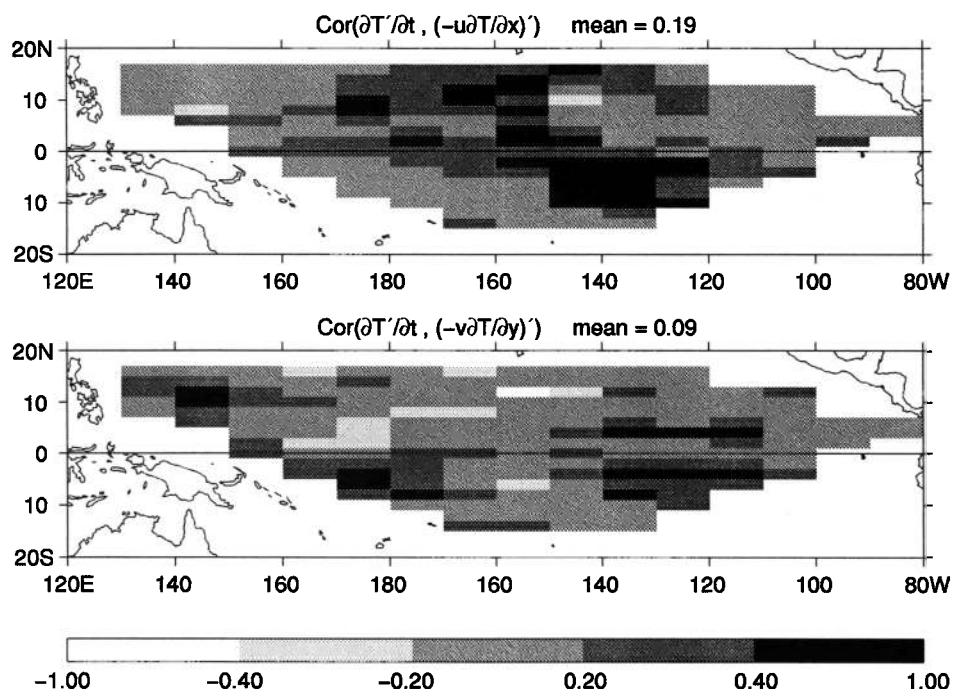 Cor(∂T´/∂t , (-u∂T/∂x)´) mean = 0.19
20N
10
0
10
20S
120E 140 160 180 160 140 120 100 80W
Cor(∂T´/∂t , (-v∂T/∂y)´) mean = 0.09
20N
10
0
10
20S
120E 140 160 180 160 140 120 100 80W
-1.00 -0.40 -0.20 0.20 0.40 1.00